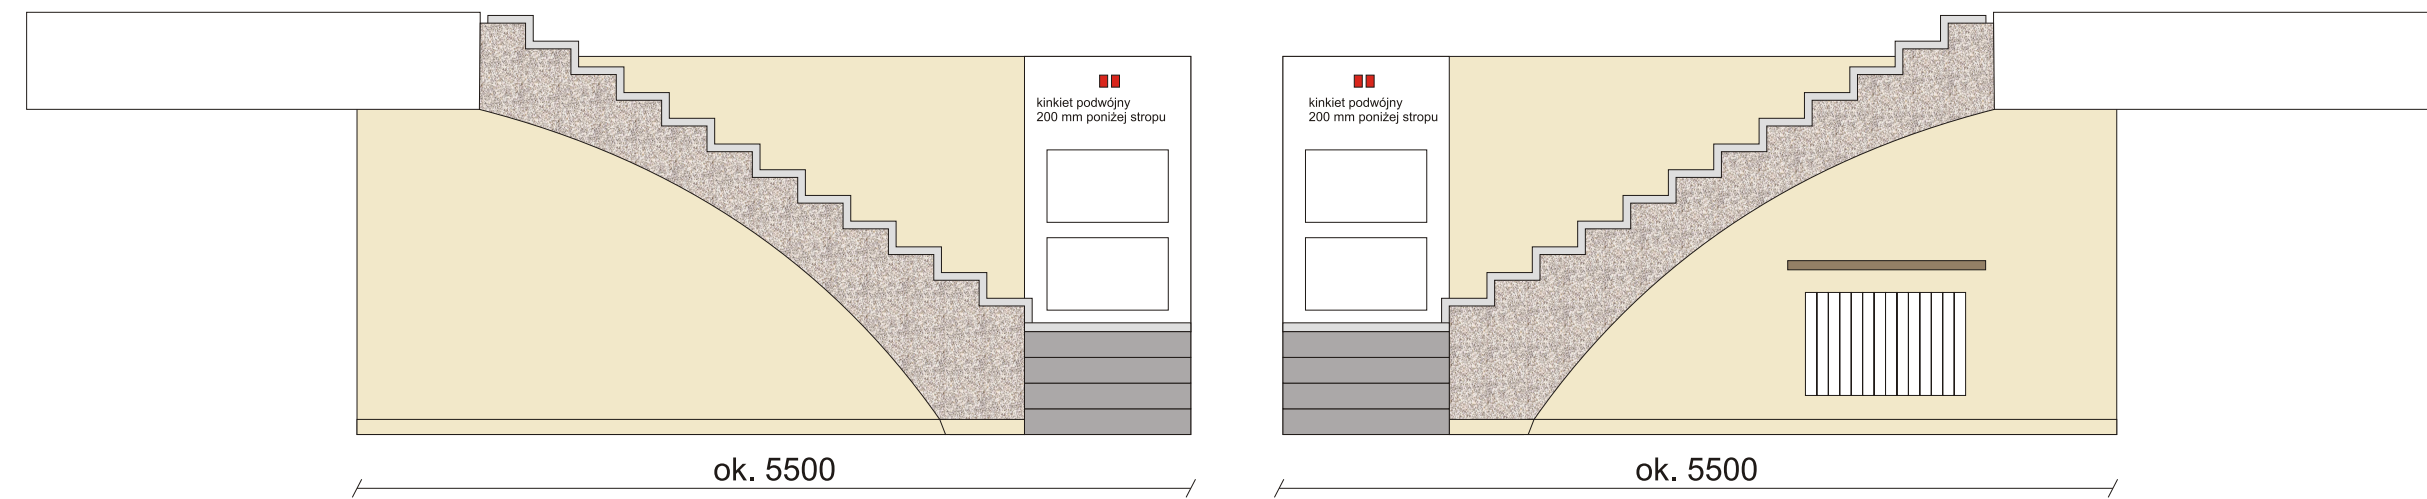 kinkiet podwójny
200 mm poniżej stropu
kinkiet podwójny
200 mm poniżej stropu
ok. 5500
ok. 5500